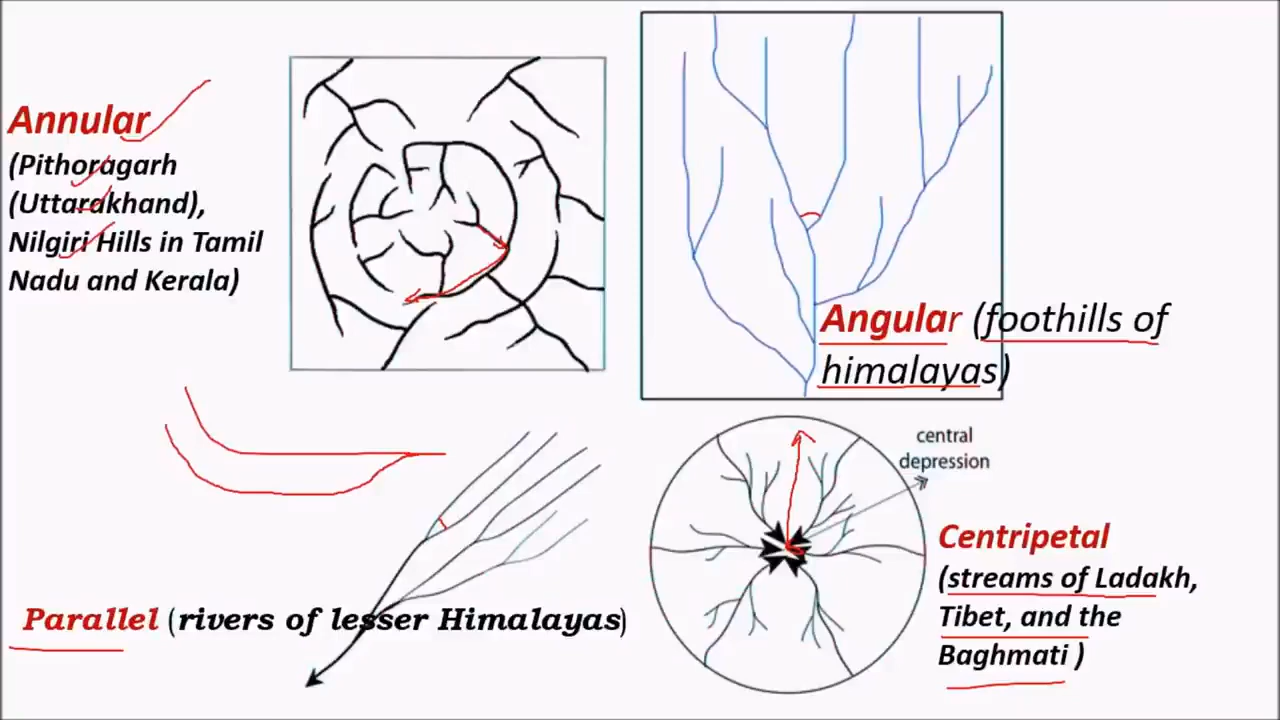 Annular
(Pithoragarh
(Uttarakhand),
Nilgiri Hills in Tamil
Nadu and Kerala)
Angular (foothills of
himalayas)
central
depression
Centripetal
(streams of Ladakh,
Tibet, and the
Baghmati )
Parallel (rivers of lesser Himalayas)